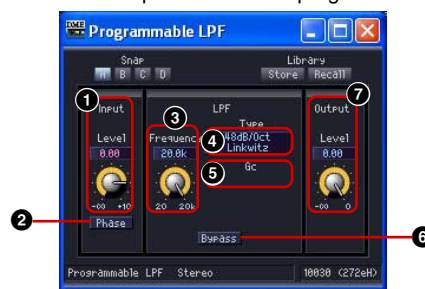 Programmable LPF
Snap
Library
A B C D
Store Recall
1
Input
Level
0.00
-oo +10
2
Phase
LPF
3
Frequency
20.0k
20 20k
Type
4
48dB/Oct
Linkwitz
5
Gc
6
Bypass
7
Output
Level
0.00
-oo 0
Programmable LPF Stereo
10030 (272eH)